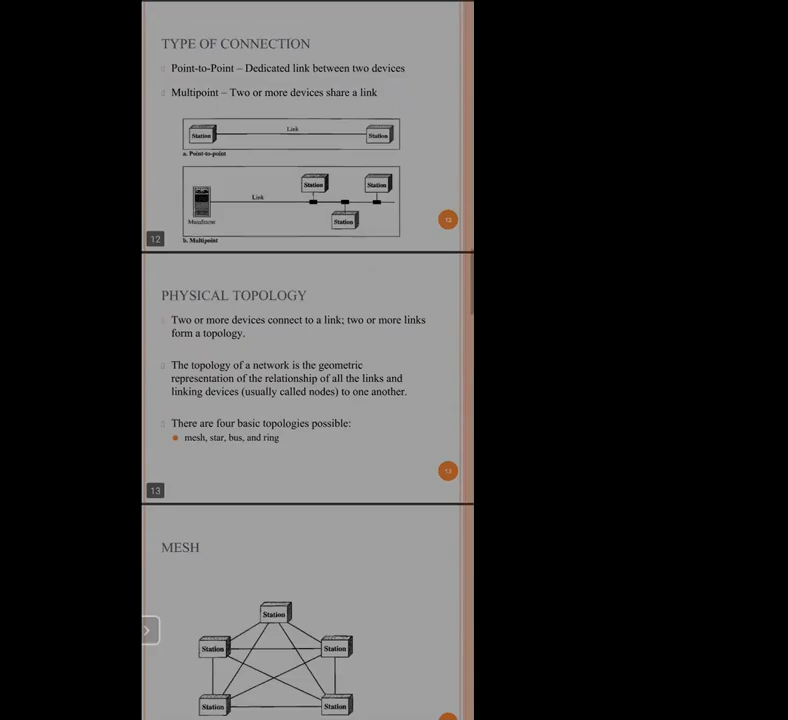 TYPE OF CONNECTION
Point-to-Point – Dedicated link between two devices
Multipoint – Two or more devices share a link
Station
Link
Station
a. Point-to-point
Station
Station
Link
Station
Mainframe
b. Multipoint
12
12
PHYSICAL TOPOLOGY
Two or more devices connect to a link; two or more links
form a topology.
The topology of a network is the geometric
representation of the relationship of all the links and
linking devices (usually called nodes) to one another.
There are four basic topologies possible:
mesh, star, bus, and ring
13
13
MESH
Station
Station
Station
Station
Station